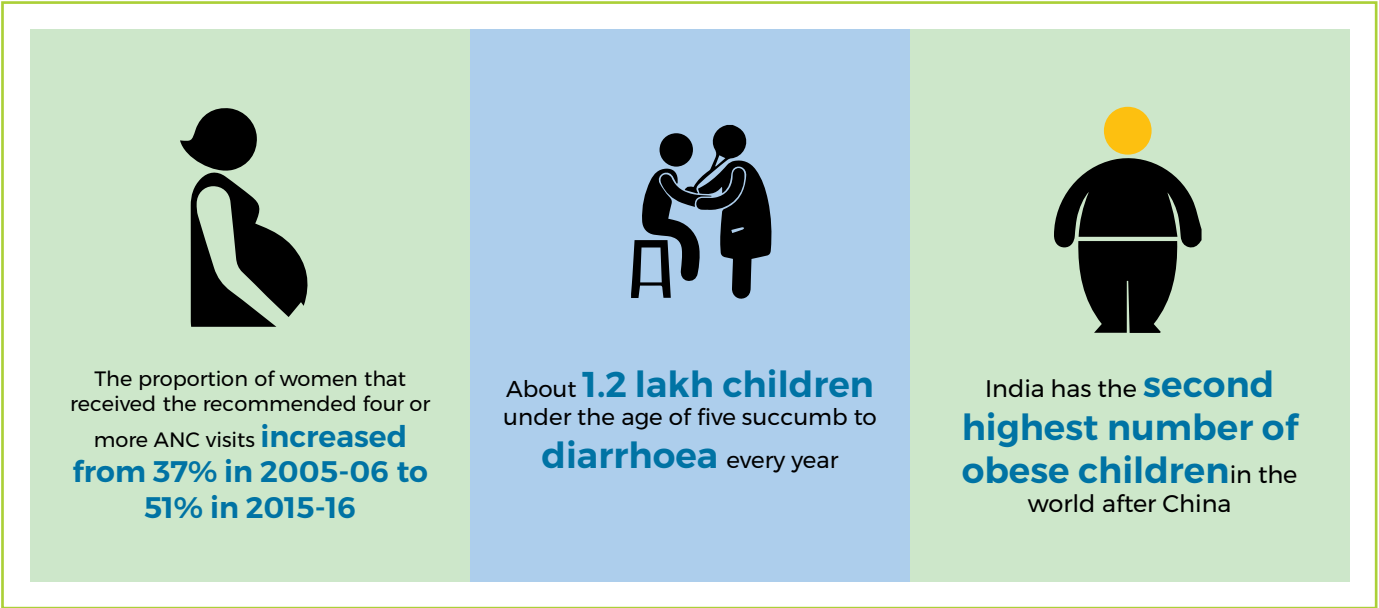 The proportion of women that
received the recommended four or
more ANC visits increased
from 37% in 2005-06 to
51% in 2015-16
About 1.2 lakh children
under the age of five succumb to
diarrhoea every year
India has the second
highest number of
obese children in the
world after China